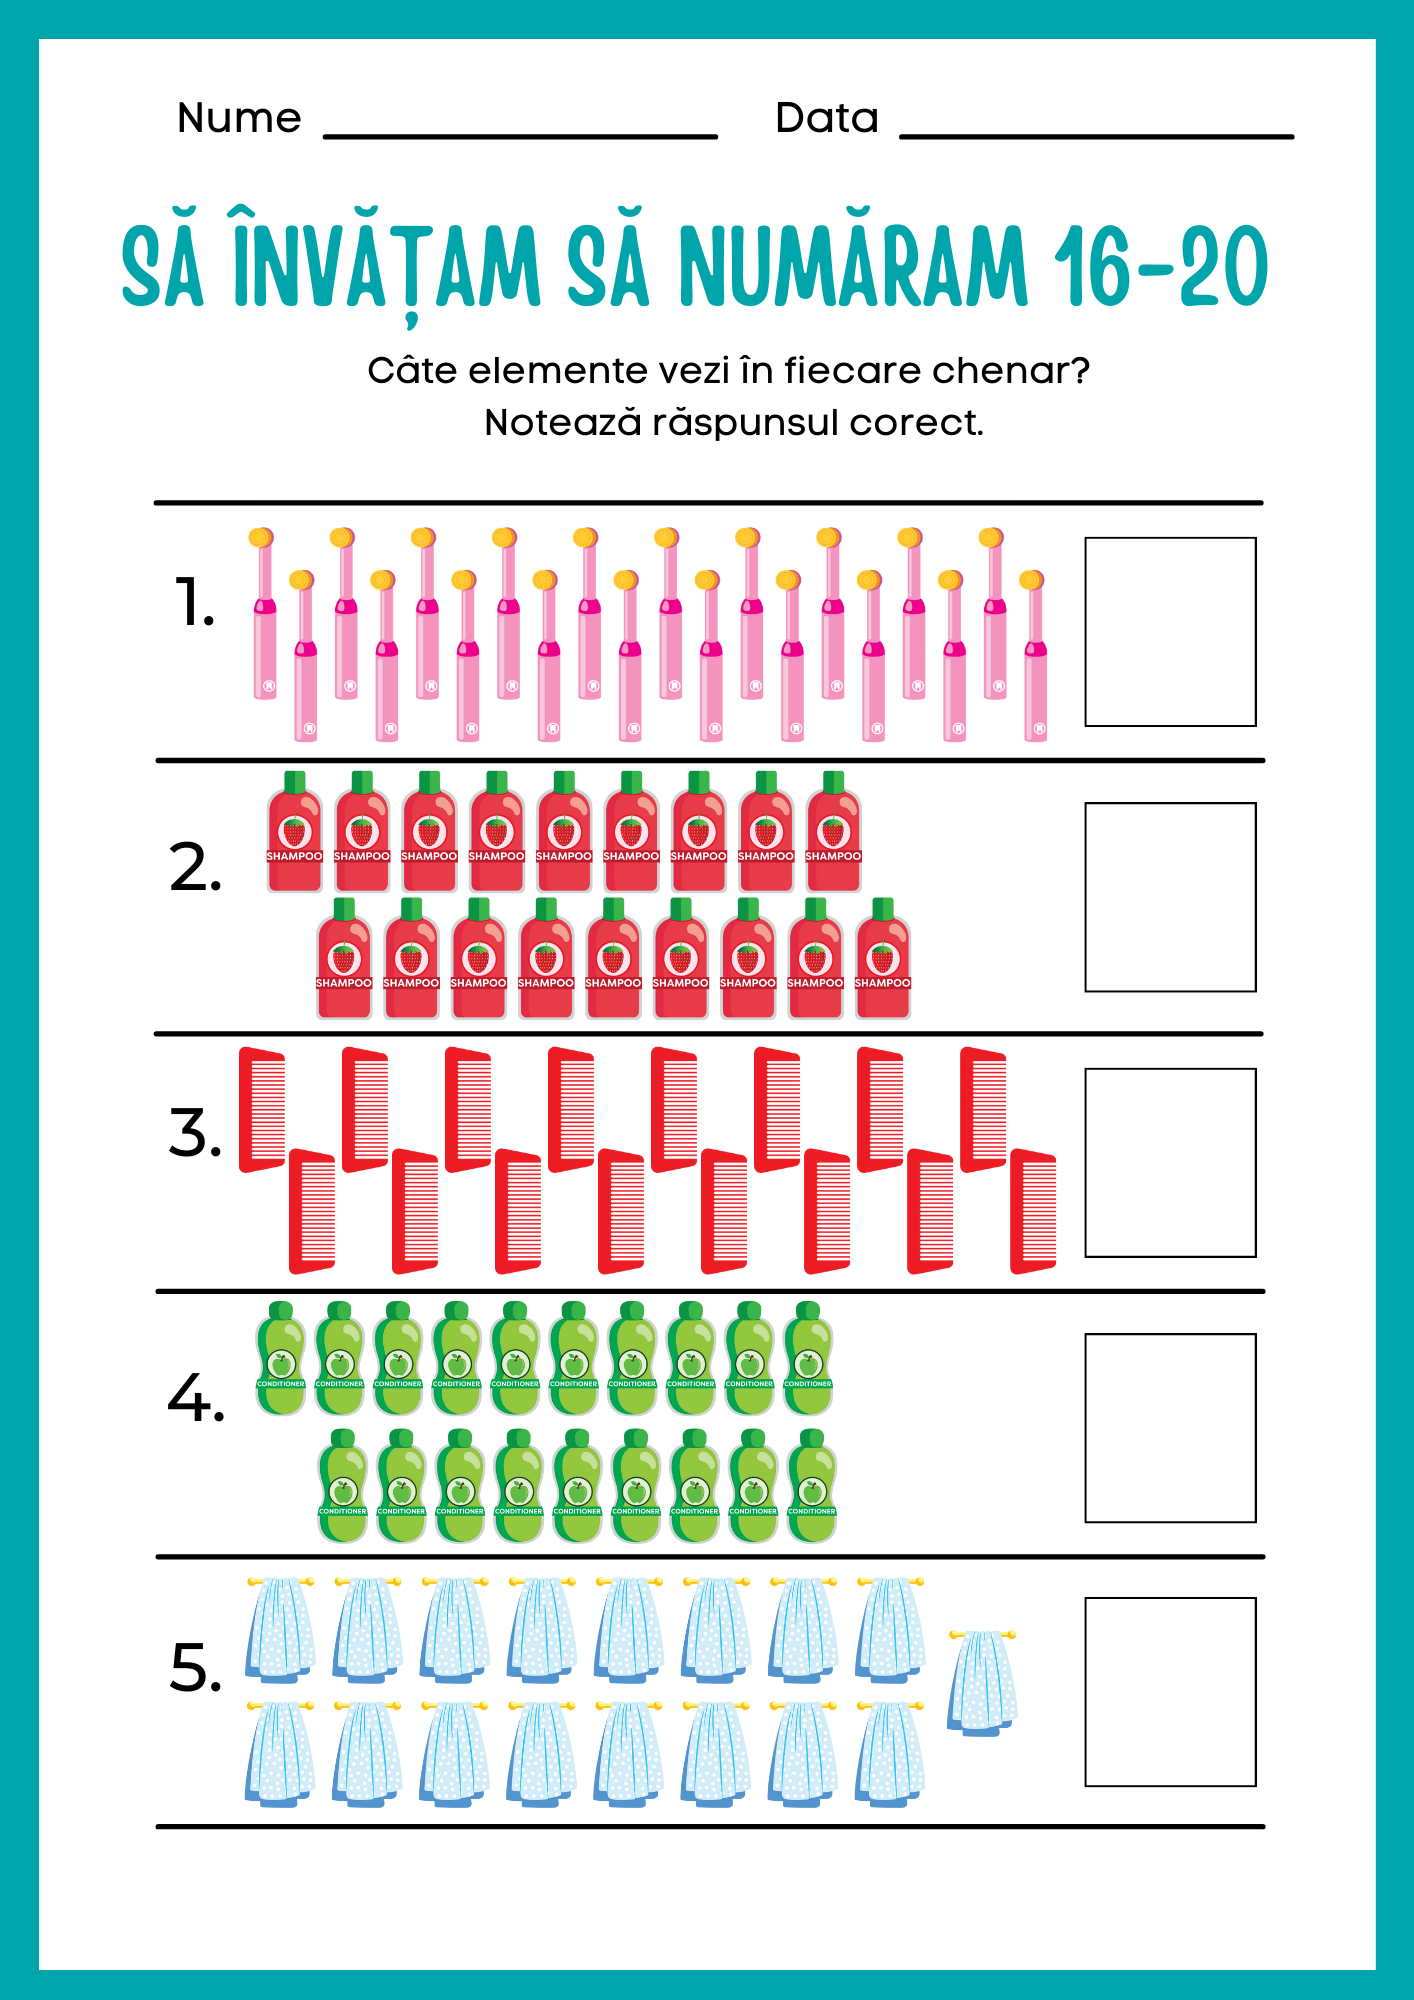 Nume Data
SĂ ÎNVĂȚAM SĂ NUMĂRAM 16-20
Câte elemente vezi în fiecare chenar?
Notează răspunsul corect.
1.
2.
SHAMPOO SHAMPOO SHAMPOO SHAMPOO SHAMPOO SHAMPOO SHAMPOO SHAMPOO SHAMPOO
SHAMPOO SHAMPOO SHAMPOO SHAMPOO SHAMPOO SHAMPOO SHAMPOO SHAMPOO SHAMPOO
3.
4.
CONDITIONER CONDITIONER CONDITIONER CONDITIONER CONDITIONER CONDITIONER CONDITIONER CONDITIONER CONDITIONER CONDITIONER
CONDITIONER CONDITIONER CONDITIONER CONDITIONER CONDITIONER CONDITIONER CONDITIONER CONDITIONER CONDITIONER
5.